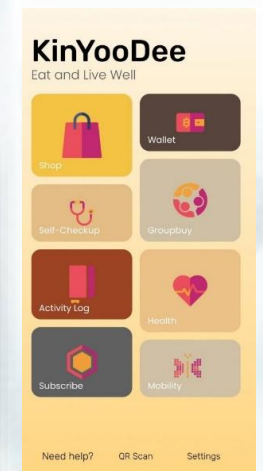 KinYooDee
Eat and Live Well
Shop
Wallet
Self-Checkup
Groupbuy
Activity Log
Health
Subscribe
Mobility
Need help?
QR Scan
Settings